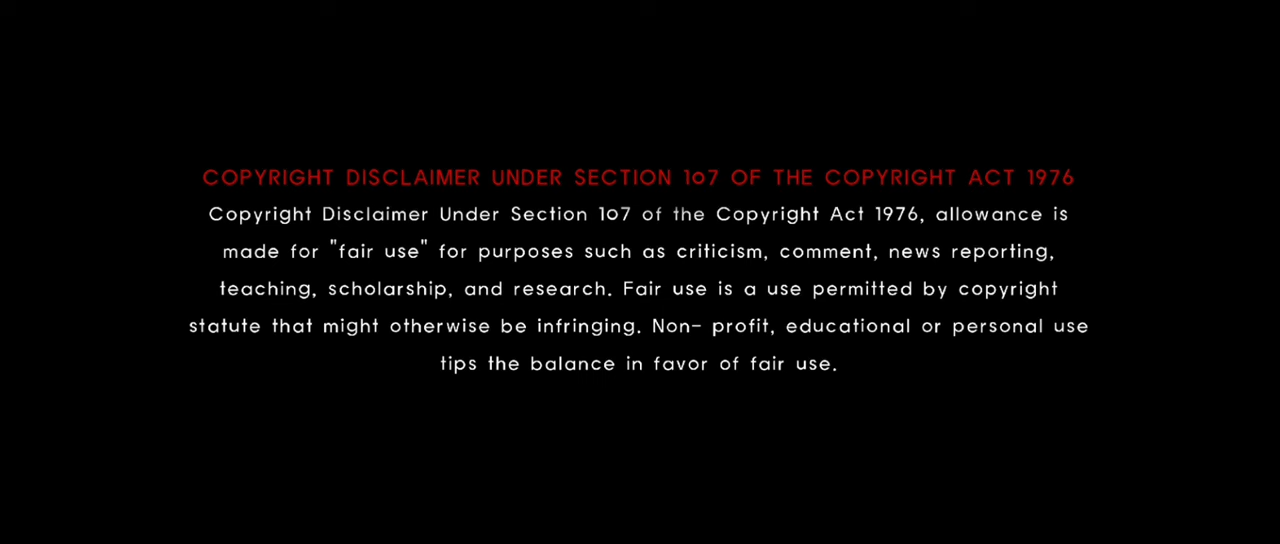 COPYRIGHT DISCLAIMER UNDER SECTION 107 OF THE COPYRIGHT ACT 1976
Copyright Disclaimer Under Section 107 of the Copyright Act 1976, allowance is
made for "fair use" for purposes such as criticism, comment, news reporting,
teaching, scholarship, and research. Fair use is a use permitted by copyright
statute that might otherwise be infringing. Non- profit, educational or personal use
tips the balance in favor of fair use.